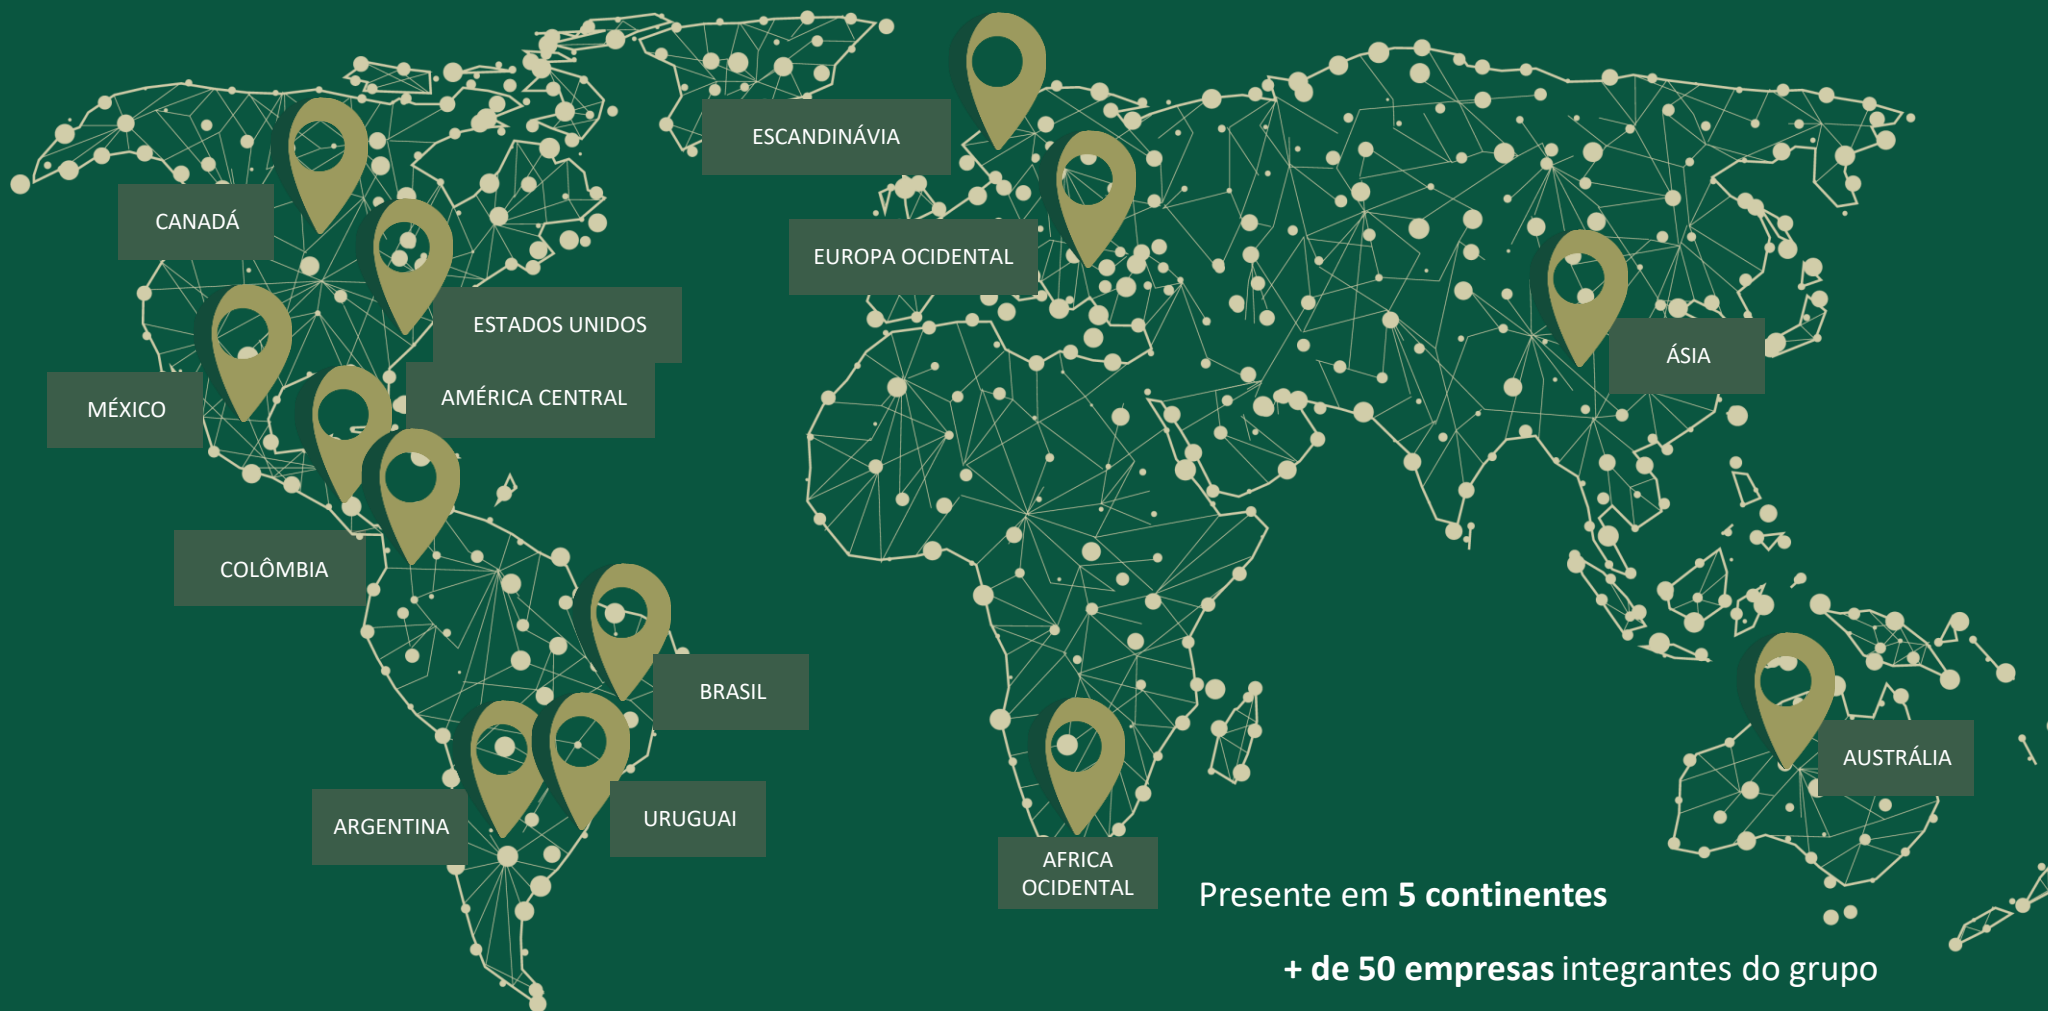 ESCANDINÁVIA
CANADÁ
EUROPA OCIDENTAL
ESTADOS UNIDOS
ÁSIA
MÉXICO
AMÉRICA CENTRAL
COLÔMBIA
BRASIL
AUSTRÁLIA
ARGENTINA
URUGUAI
AFRICA
OCIDENTAL
Presente em 5 continentes
+ de 50 empresas integrantes do grupo